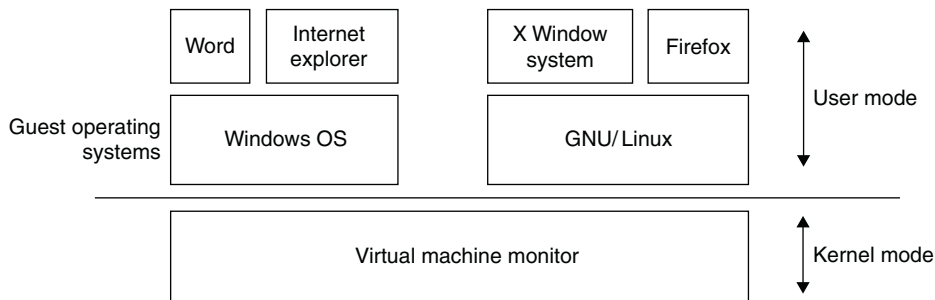 Word
Internet
explorer
X Window
system
Firefox
User mode
Guest operating
systems
Windows OS
GNU/Linux
Virtual machine monitor
Kernel mode